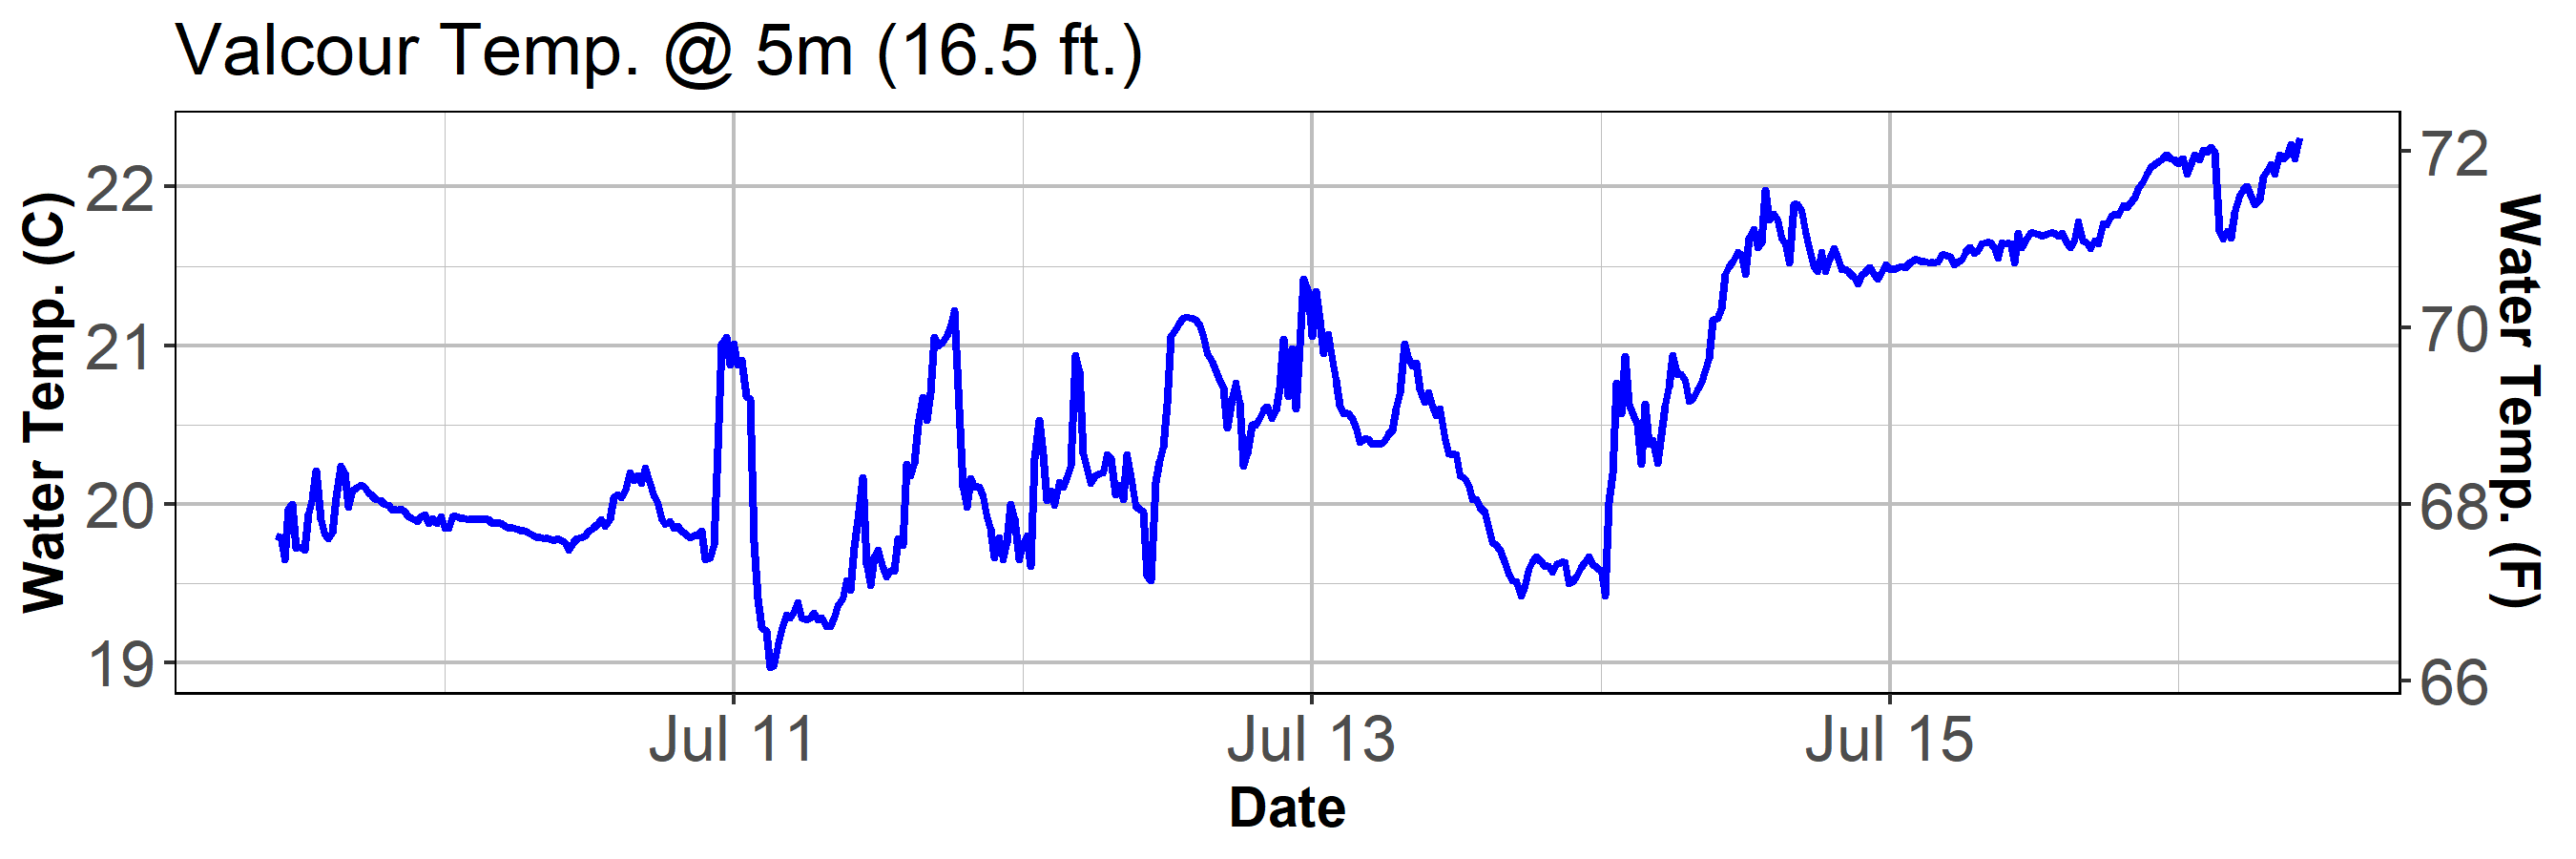 Valcour Temp. @ 5m (16.5 ft.)
Water Temp. (C)
22
21
20
19
72
70
68
66
Water Temp. (F)
Jul 11 Jul 13 Jul 15
Date